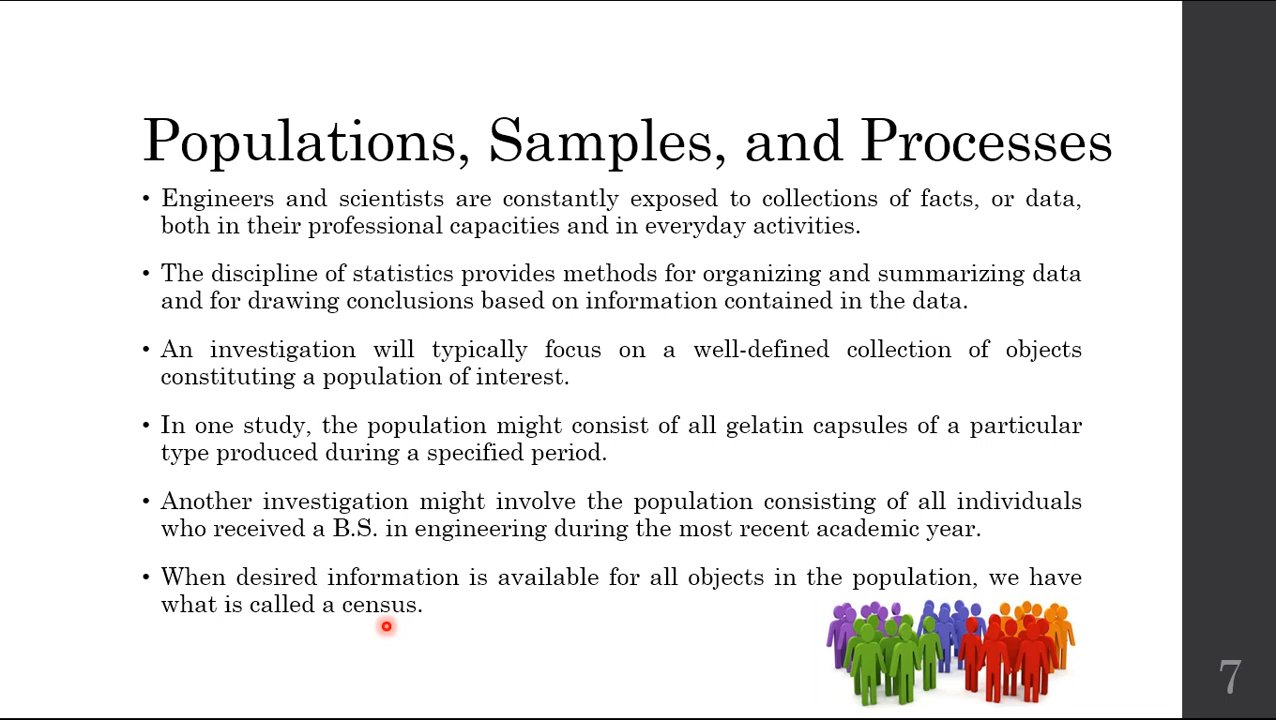 Populations, Samples, and Processes
• Engineers and scientists are constantly exposed to collections of facts, or data,
both in their professional capacities and in everyday activities.
• The discipline of statistics provides methods for organizing and summarizing data
and for drawing conclusions based on information contained in the data.
• An investigation will typically focus on a well-defined collection of objects
constituting a population of interest.
• In one study, the population might consist of all gelatin capsules of a particular
type produced during a specified period.
• Another investigation might involve the population consisting of all individuals
who received a B.S. in engineering during the most recent academic year.
• When desired information is available for all objects in the population, we have
what is called a census.
7